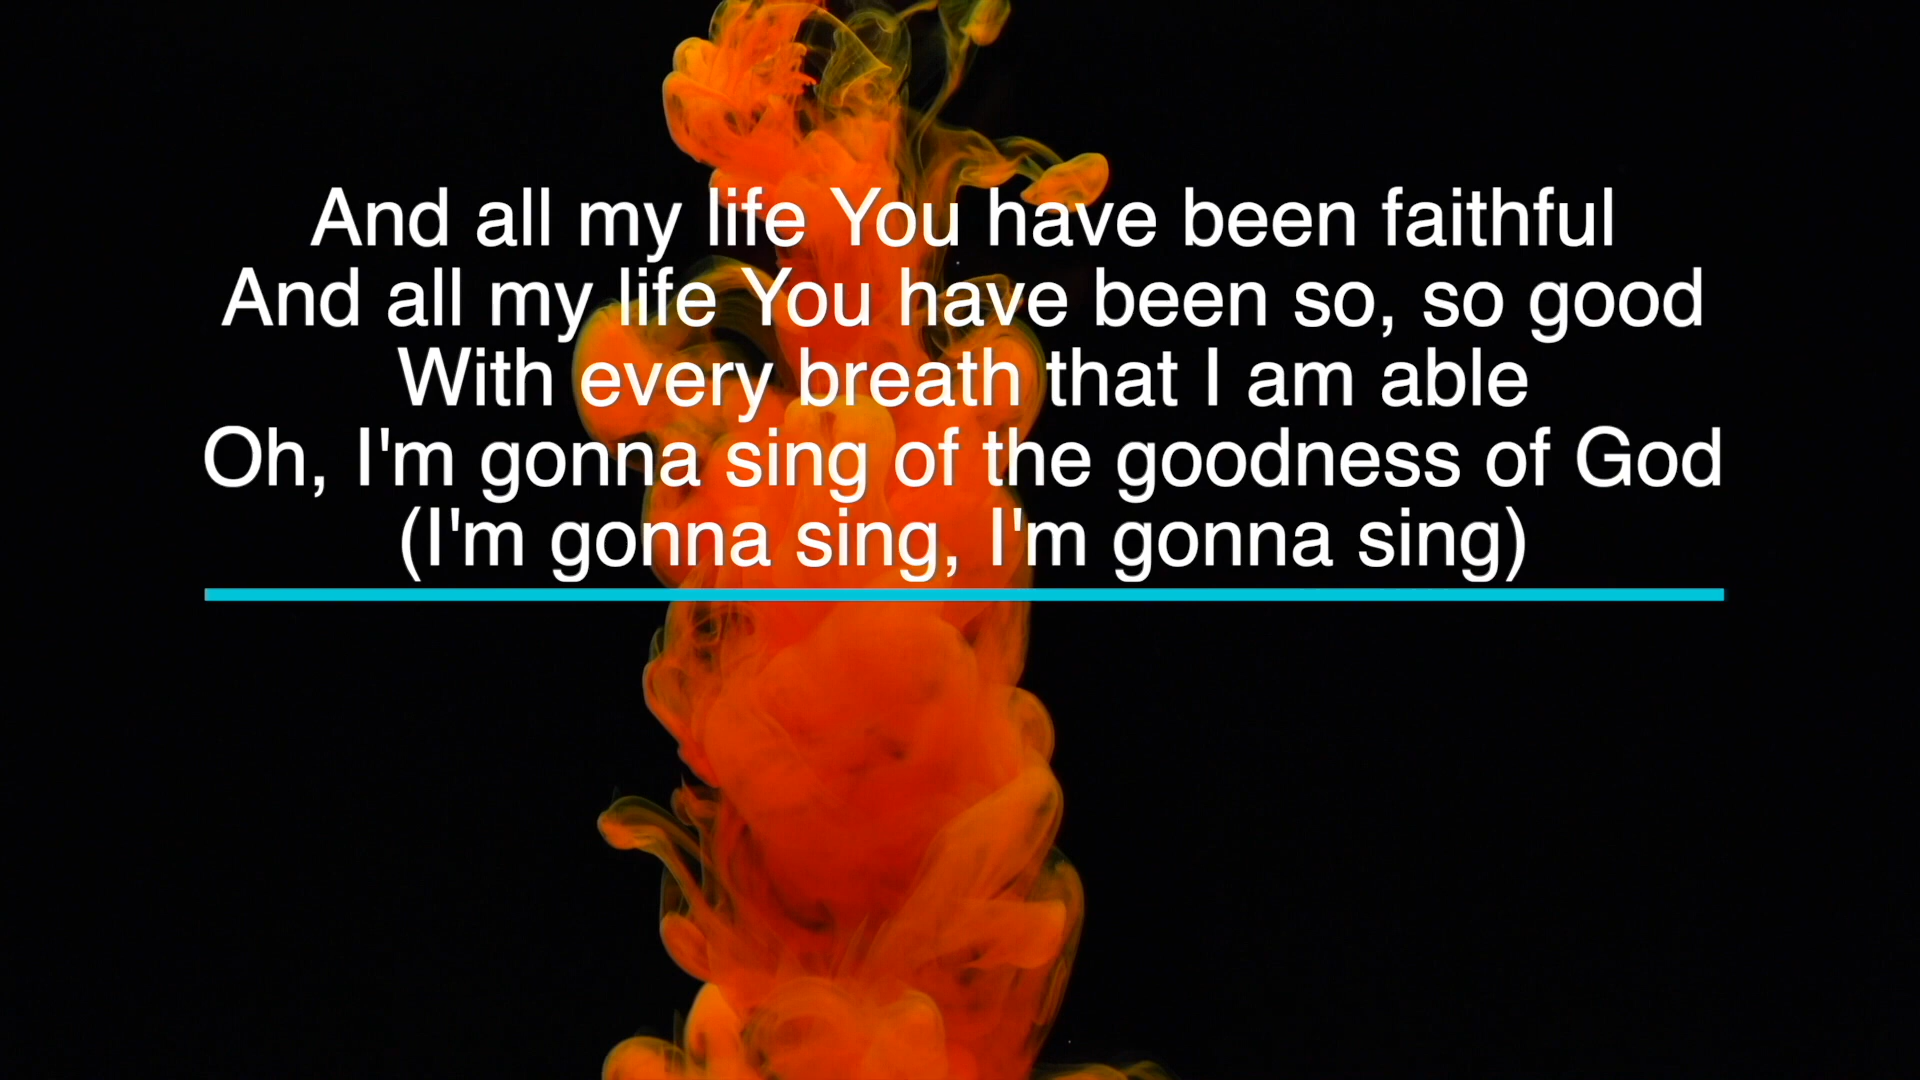 And all my life You have been faithful
And all my life You have been so, so good
With every breath that I am able
Oh, I'm gonna sing of the goodness of God
(I'm gonna sing, I'm gonna sing)